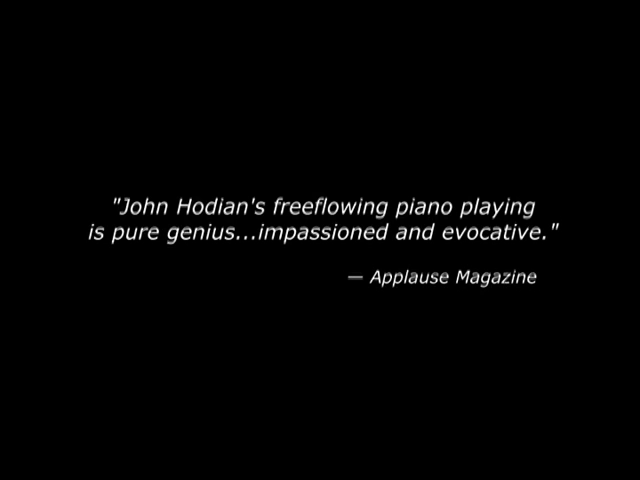 "John Hodian's freeflowing piano playing
is pure genius...impassioned and evocative."
— Applause Magazine